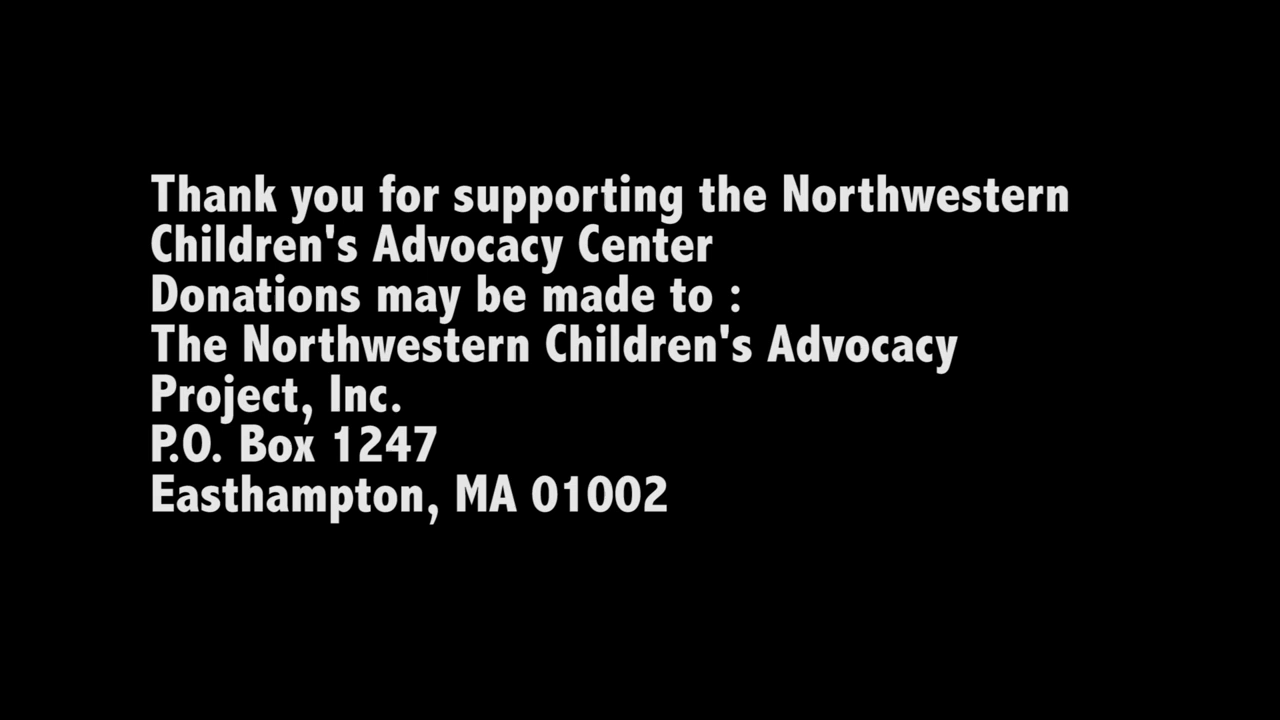 Thank you for supporting the Northwestern
Children's Advocacy Center
Donations may be made to :
The Northwestern Children's Advocacy
Project, Inc.
P.O. Box 1247
Easthampton, MA 01002